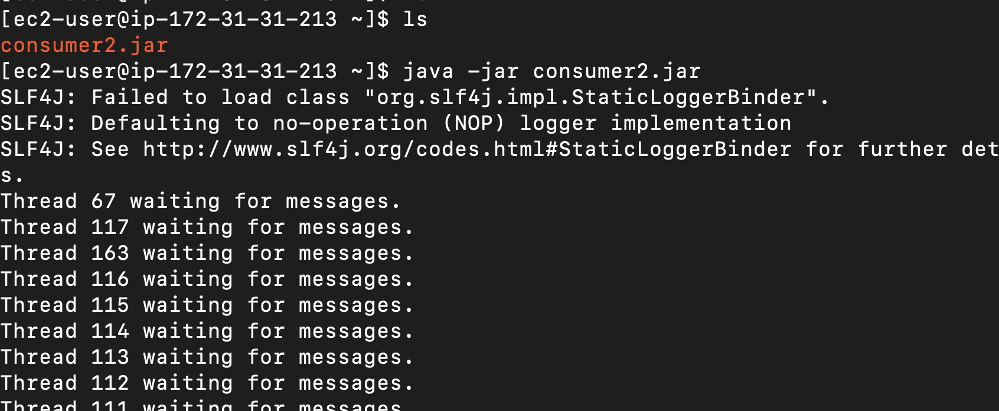 [ec2-user@ip-172-31-31-213 ~]$ ls
consumer2.jar
[ec2-user@ip-172-31-31-213 ~]$ java -jar consumer2.jar
SLF4J: Failed to load class "org.slf4j.impl.StaticLoggerBinder".
SLF4J: Defaulting to no-operation (NOP) logger implementation
SLF4J: See http://www.slf4j.org/codes.html#StaticLoggerBinder for further det
s.
Thread 67 waiting for messages.
Thread 117 waiting for messages.
Thread 163 waiting for messages.
Thread 116 waiting for messages.
Thread 115 waiting for messages.
Thread 114 waiting for messages.
Thread 113 waiting for messages.
Thread 112 waiting for messages.
Thread 111 waiting for messages.